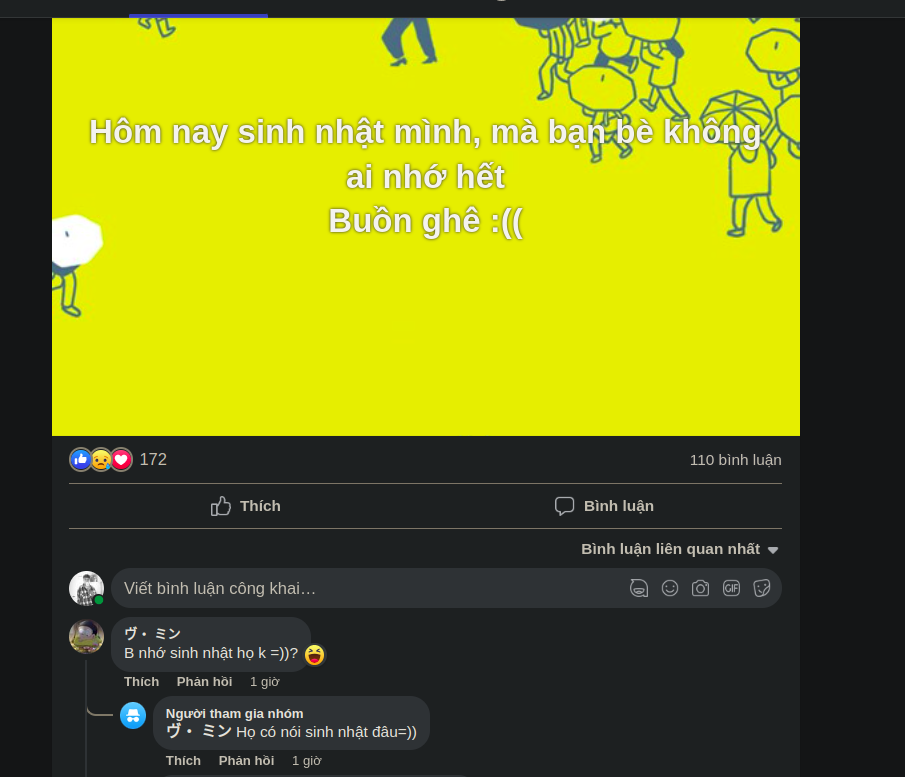 Hôm nay sinh nhật mình, mà bạn bè không
ai nhớ hết
Buồn ghê :((
172
110 bình luận
Thích
Bình luận
Bình luận liên quan nhất
Viết bình luận công khai…
GIF
ヴ・ミン
B nhớ sinh nhật họ k =))?
Thích Phản hồi 1 giờ
Người tham gia nhóm
ヴ・ミン Họ có nói sinh nhật đâu=))
Thích Phản hồi 1 giờ